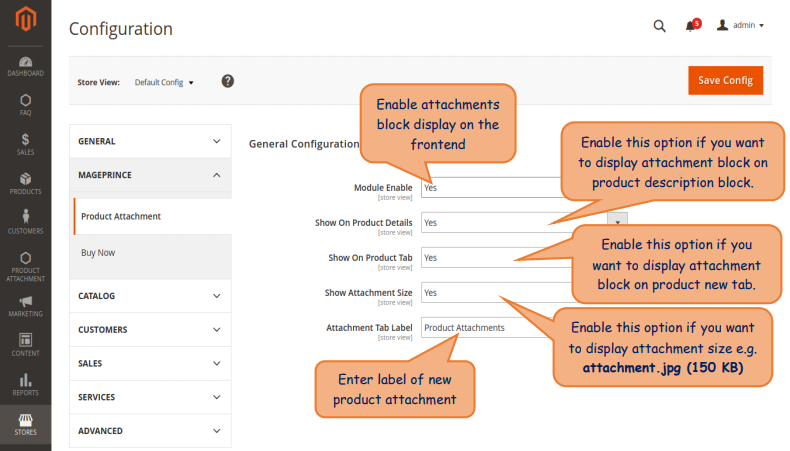 Configuration
5
admin
DASHBOARD
FAQ
SALES
PRODUCTS
CUSTOMERS
PRODUCT
ATTACHMENT
MARKETING
CONTENT
REPORTS
STORES
Store View: Default Config
?
Save Config
GENERAL
MAGEPRINCE
Product Attachment
Buy Now
CATALOG
CUSTOMERS
SALES
SERVICES
ADVANCED
General Configuration
Enable attachments
block display on the
frontend
Module Enable Yes
[store view]
Enable this option if you want
to display attachment block on
product description block.
Show On Product Details Yes
[store view]
Show On Product Tab Yes
[store view]
Enable this option if you
want to display attachment
block on product new tab.
Show Attachment Size Yes
[store view]
Enable this option if you want
to display attachment size e.g.
attachment.jpg (150 KB)
Attachment Tab Label Product Attachments
[store view]
Enter label of new
product attachment